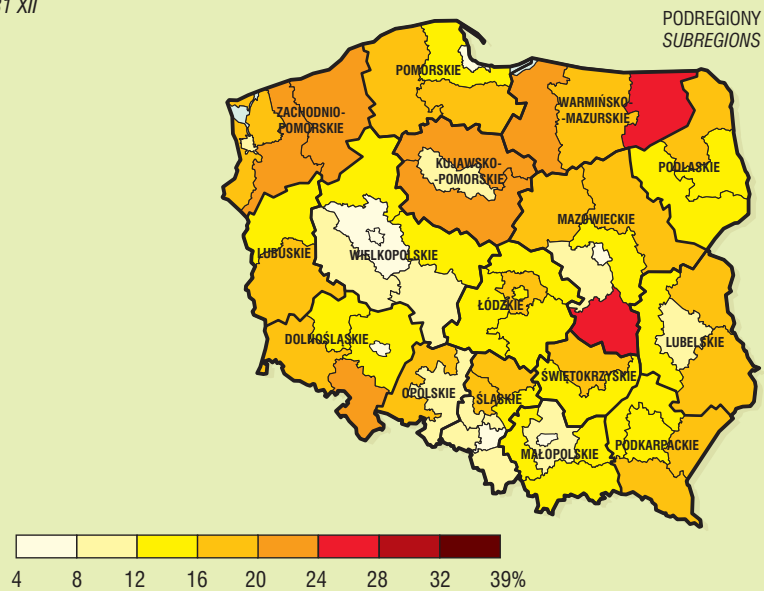 31 XII
PODREGIONY
SUBREGIONS
POMORSKIE
ZACHODNIO-
-POMORSKIE
WARMIŃSKO-
-MAZURSKIE
KUJAWSKO-
-POMORSKIE
PODLASKIE
MAZOWIECKIE
LUBUSKIE
WIELKOPOLSKIE
ŁÓDZKIE
DOLNOŚLĄSKIE
LUBELSKIE
OPOLSKIE
ŚLĄSKIE
ŚWIĘTOKRZYSKIE
MAŁOPOLSKIE
PODKARPACKIE
4 8 12 16 20 24 28 32 39%